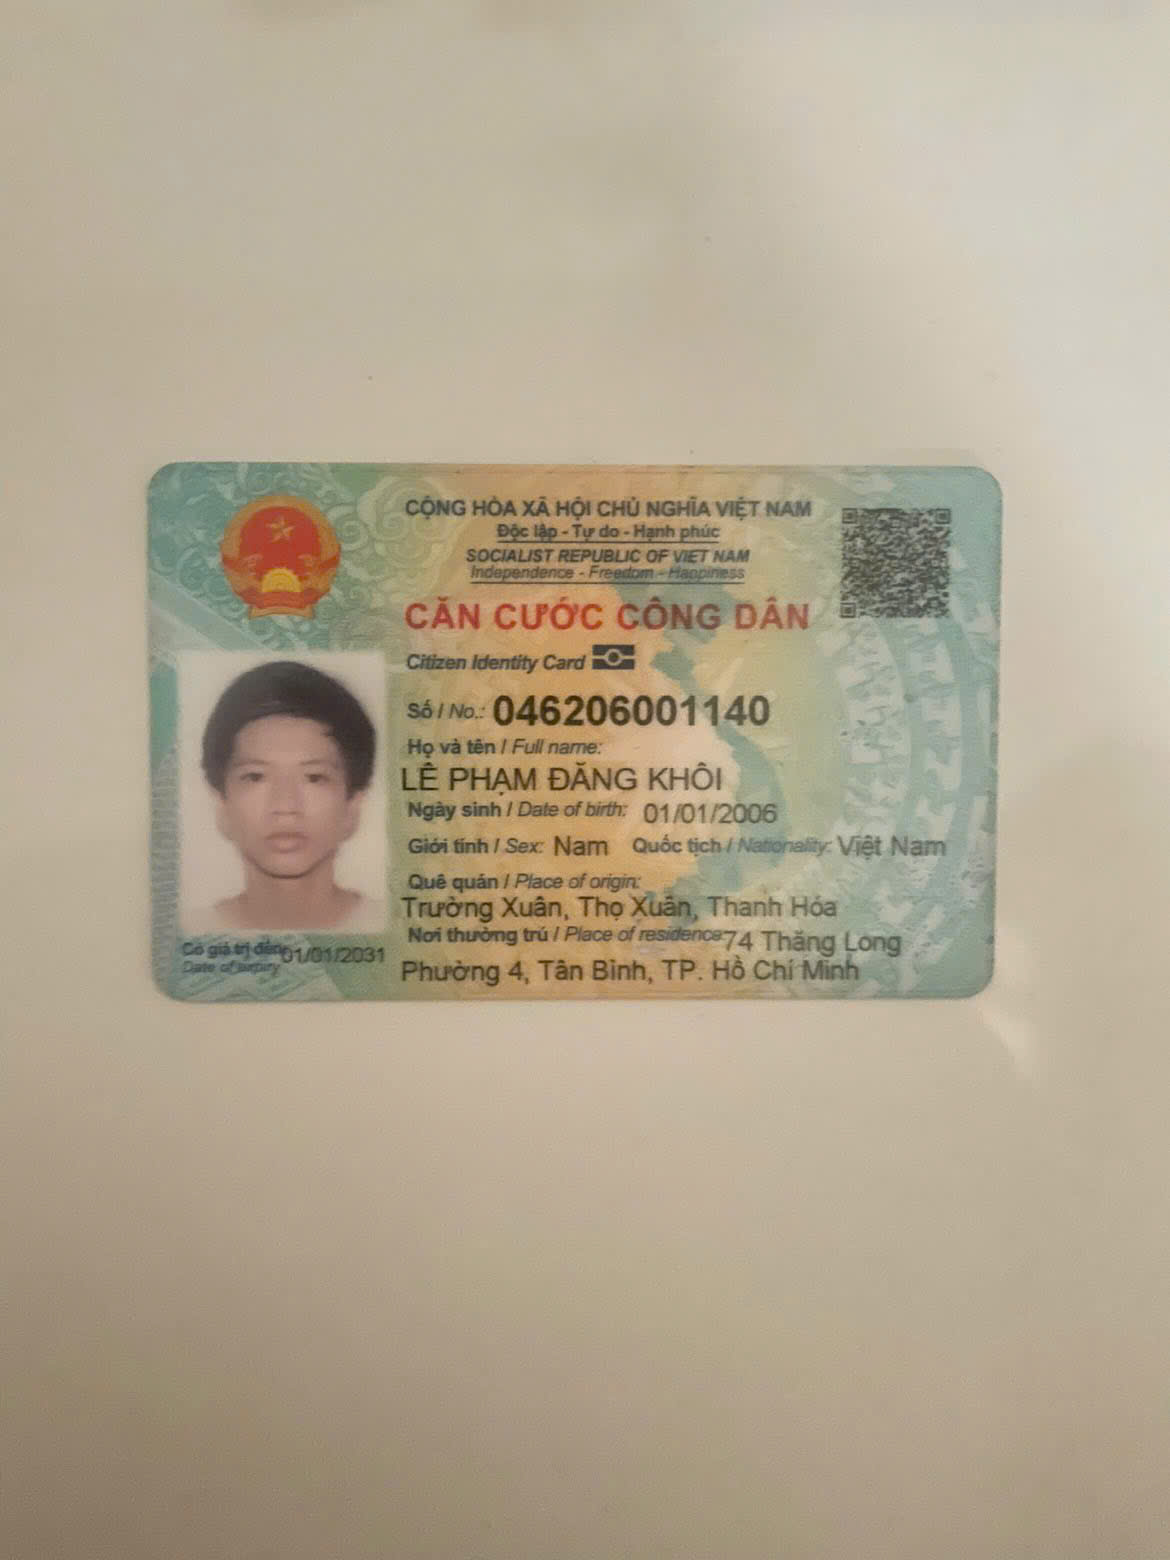 CỘNG HÒA XÃ HỘI CHỦ NGHĨA VIỆT NAM
Độc lập - Tự do - Hạnh phúc
SOCIALIST REPUBLIC OF VIET NAM
Independence - Freedom - Happiness
CĂN CƯỚC CÔNG DÂN
Citizen Identity Card
Số / No.: 046206001140
Họ và tên / Full name:
LÊ PHẠM ĐĂNG KHÔI
Ngày sinh / Date of birth: 01/01/2006
Giới tính / Sex: Nam Quốc tịch / Nationality: Việt Nam
Quê quán / Place of origin:
Trường Xuân, Thọ Xuân, Thanh Hóa
Nơi thường trú / Place of residence: 74 Thăng Long
Phường 4, Tân Bình, TP. Hồ Chí Minh
Có giá trị đến: 01/01/2031
Date of expiry